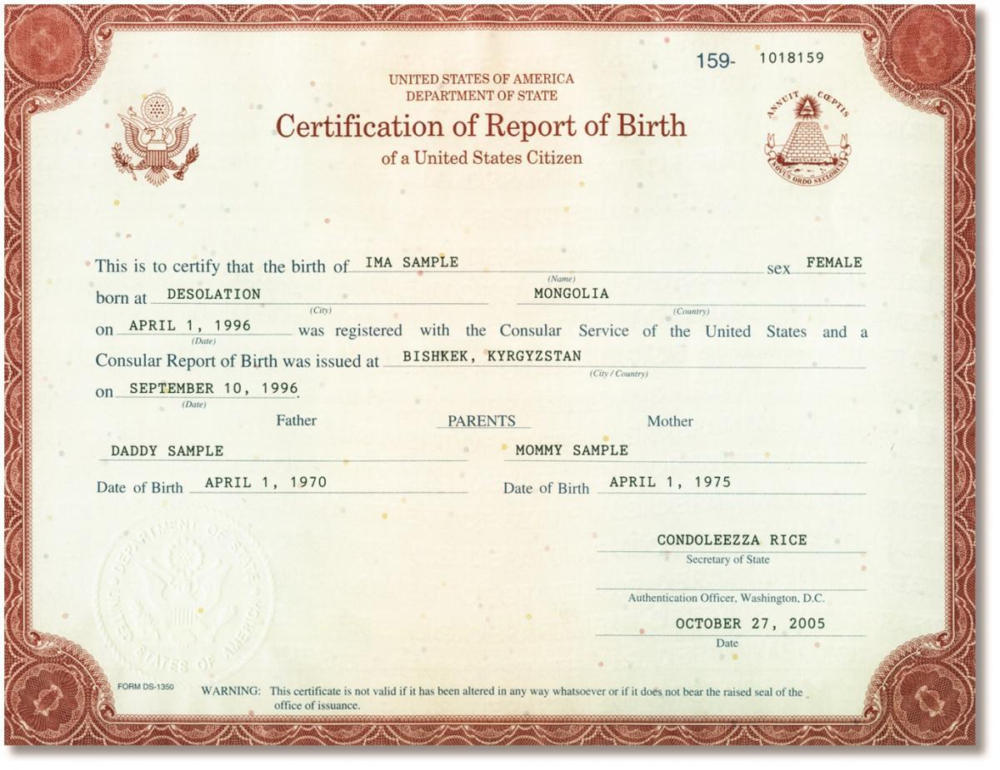 159- 1018159
UNITED STATES OF AMERICA
DEPARTMENT OF STATE
Certification of Report of Birth
of a United States Citizen
ANNUIT CŒPTIS
NOVUS ORDO SECLORUM
This is to certify that the birth of IMA SAMPLE sex FEMALE
(Name)
born at DESOLATION MONGOLIA
(City) (Country)
on APRIL 1, 1996 was registered with the Consular Service of the United States and a
(Date)
Consular Report of Birth was issued at BISHKEK, KYRGYZSTAN
(City / Country)
on SEPTEMBER 10, 1996.
(Date)
Father PARENTS Mother
DADDY SAMPLE MOMMY SAMPLE
Date of Birth APRIL 1, 1970 Date of Birth APRIL 1, 1975
CONDOLEEZZA RICE
Secretary of State
Authentication Officer, Washington, D.C.
OCTOBER 27, 2005
Date
DEPARTMENT OF STATE
UNITED STATES OF AMERICA
FORM DS-1350 WARNING: This certificate is not valid if it has been altered in any way whatsoever or if it does not bear the raised seal of the
office of issuance.